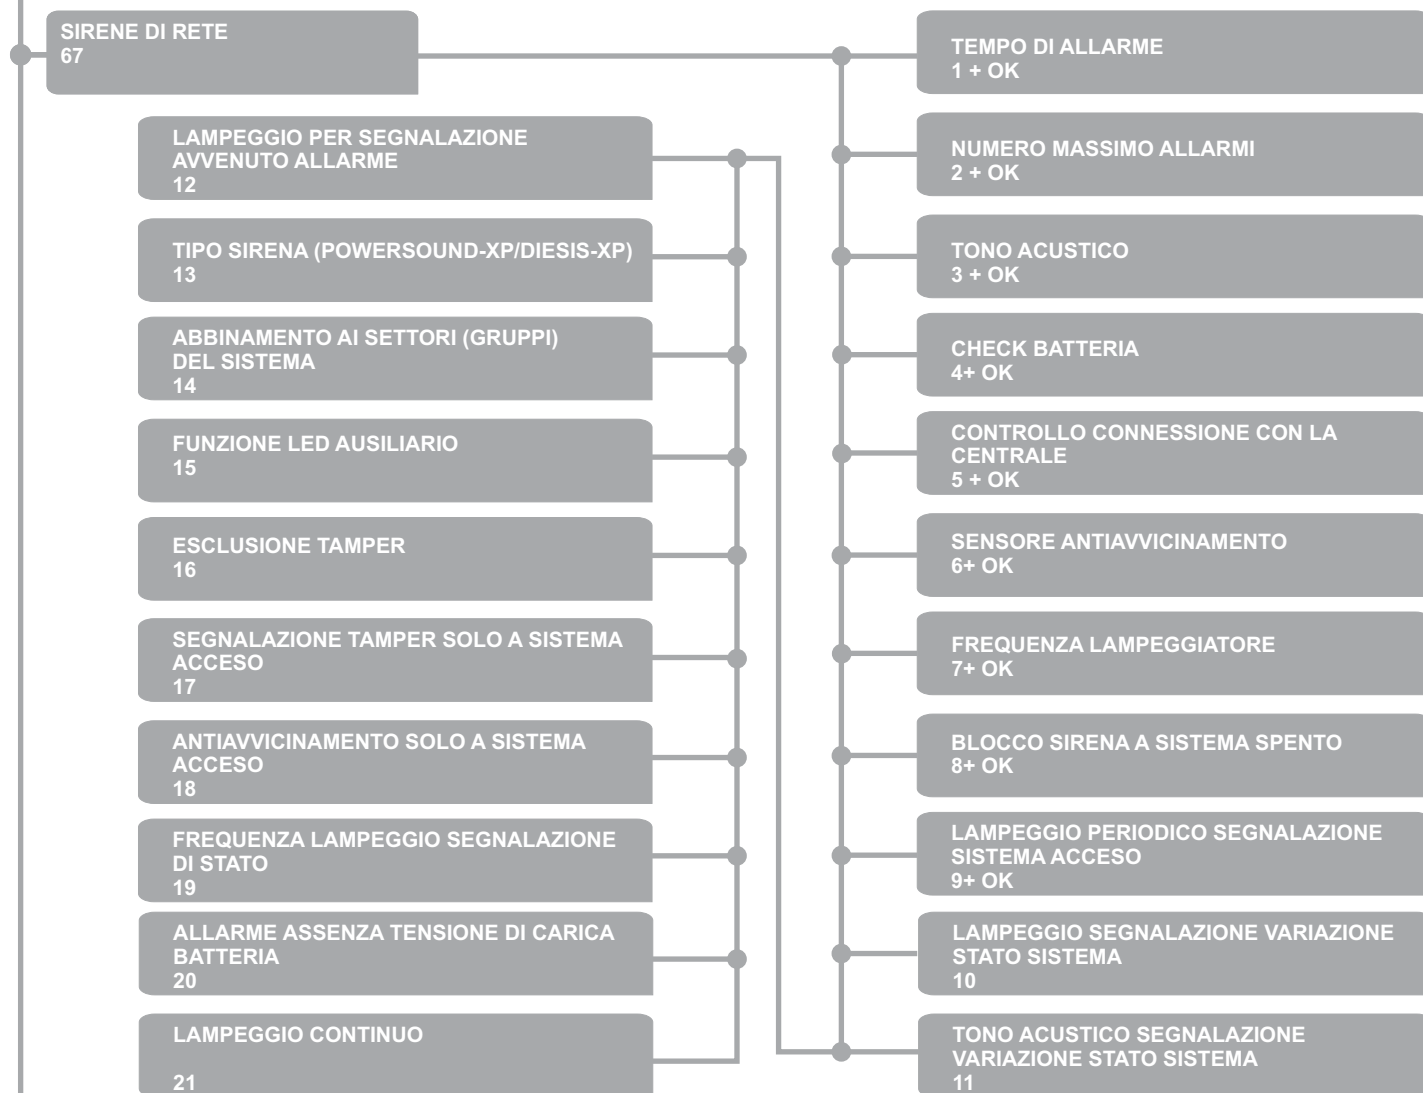 SIRENE DI RETE
67
TEMPO DI ALLARME
1 + OK
NUMERO MASSIMO ALLARMI
2 + OK
TONO ACUSTICO
3 + OK
CHECK BATTERIA
4+ OK
CONTROLLO CONNESSIONE CON LA
CENTRALE
5 + OK
SENSORE ANTIAVVICINAMENTO
6+ OK
FREQUENZA LAMPEGGIATORE
7+ OK
BLOCCO SIRENA A SISTEMA SPENTO
8+ OK
LAMPEGGIO PERIODICO SEGNALAZIONE
SISTEMA ACCESO
9+ OK
LAMPEGGIO SEGNALAZIONE VARIAZIONE
STATO SISTEMA
10
TONO ACUSTICO SEGNALAZIONE
VARIAZIONE STATO SISTEMA
11
LAMPEGGIO PER SEGNALAZIONE
AVVENUTO ALLARME
12
TIPO SIRENA (POWERSOUND-XP/DIESIS-XP)
13
ABBINAMENTO AI SETTORI (GRUPPI)
DEL SISTEMA
14
FUNZIONE LED AUSILIARIO
15
ESCLUSIONE TAMPER
16
SEGNALAZIONE TAMPER SOLO A SISTEMA
ACCESO
17
ANTIAVVICINAMENTO SOLO A SISTEMA
ACCESO
18
FREQUENZA LAMPEGGIO SEGNALAZIONE
DI STATO
19
ALLARME ASSENZA TENSIONE DI CARICA
BATTERIA
20
LAMPEGGIO CONTINUO
21